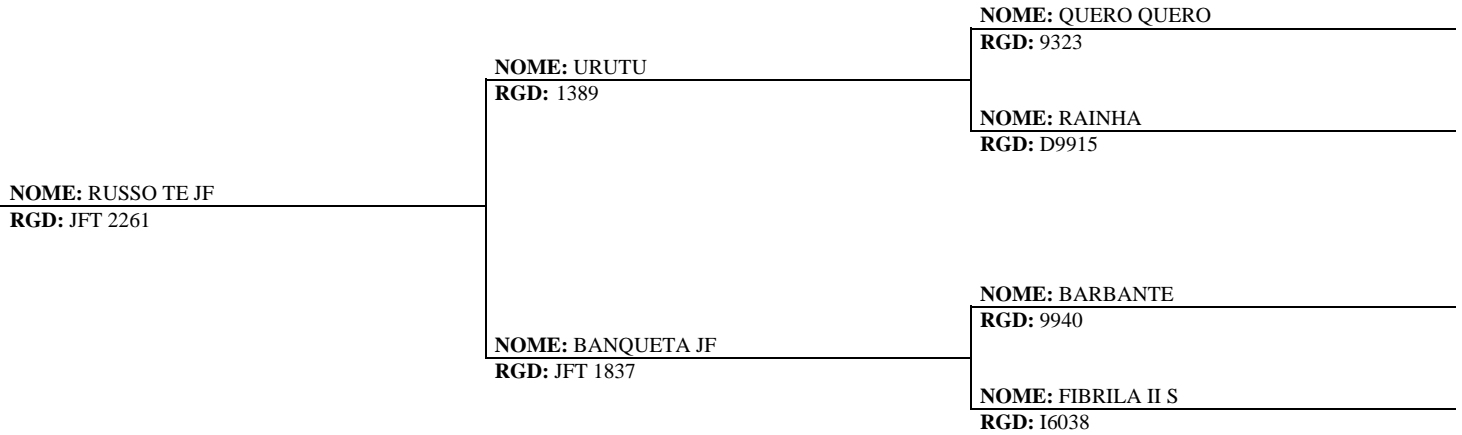 NOME: QUERO QUERO
RGD: 9323
NOME: URUTU
RGD: 1389
NOME: RAINHA
RGD: D9915
NOME: RUSSO TE JF
RGD: JFT 2261
NOME: BARBANTE
RGD: 9940
NOME: BANQUETA JF
RGD: JFT 1837
NOME: FIBRILA II S
RGD: I6038